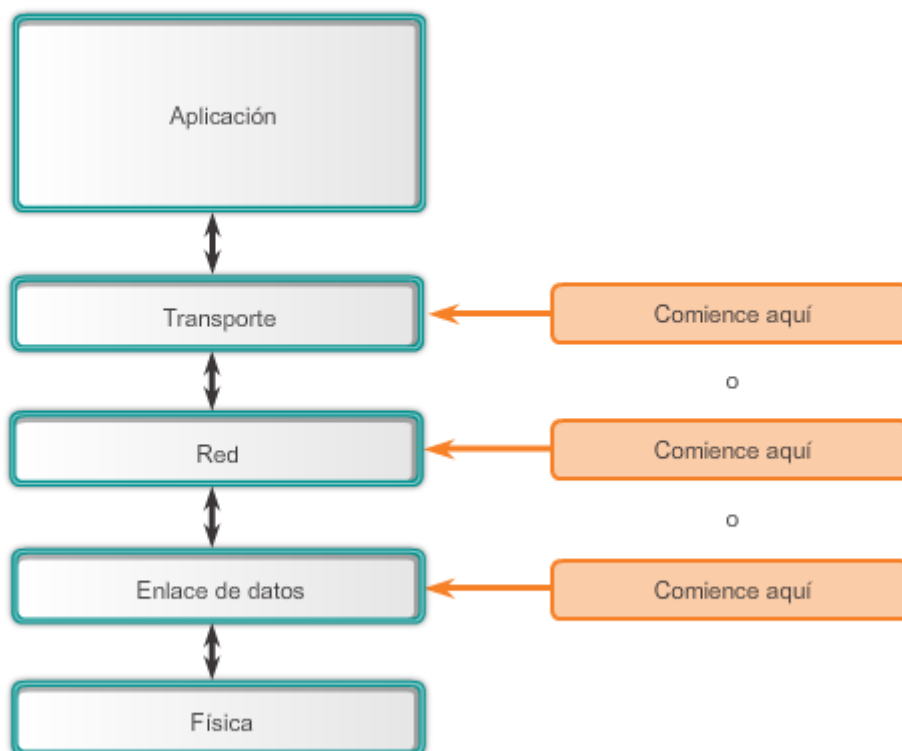 Aplicación
Transporte
Comience aquí
o
Red
Comience aquí
o
Enlace de datos
Comience aquí
Física